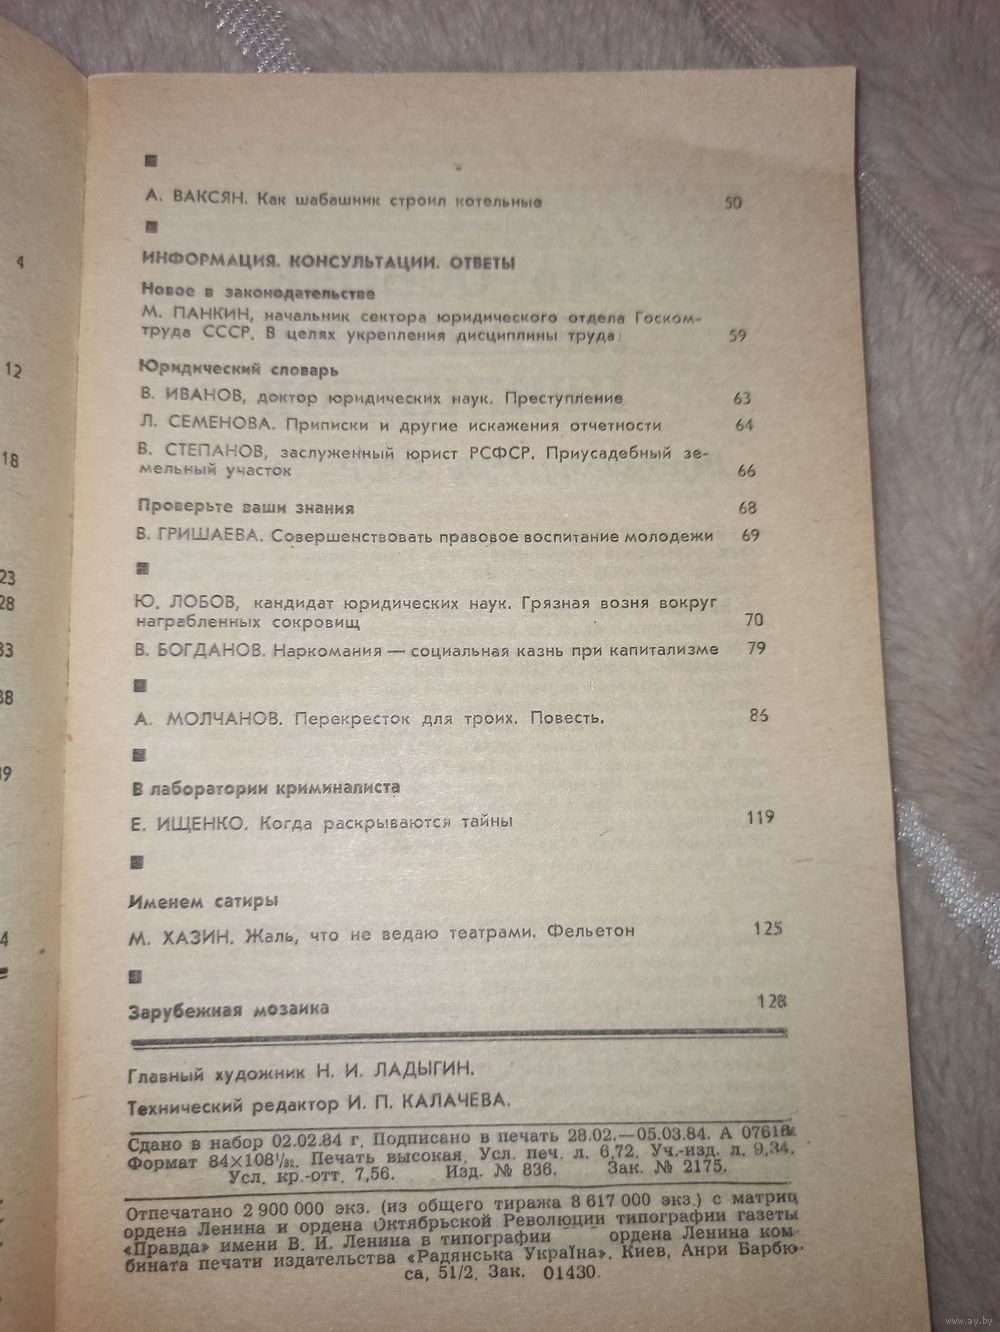 4
12
18
23
28
33
38
39
4
■
А. ВАКСЯН. Как шабашник строил котельные 50
■
ИНФОРМАЦИЯ. КОНСУЛЬТАЦИИ. ОТВЕТЫ
Новое в законодательстве
М. ПАНКИН, начальник сектора юридического отдела Госком-
труда СССР. В целях укрепления дисциплины труда 59
Юридический словарь
В. ИВАНОВ, доктор юридических наук. Преступление 63
Л. СЕМЕНОВА. Приписки и другие искажения отчетности 64
В. СТЕПАНОВ, заслуженный юрист РСФСР. Приусадебный зе-
мельный участок 66
Проверьте ваши знания 68
В. ГРИШАЕВА. Совершенствовать правовое воспитание молодежи 69
■
Ю. ЛОБОВ, кандидат юридических наук. Грязная возня вокруг
награбленных сокровищ 70
В. БОГДАНОВ. Наркомания — социальная казнь при капитализме 79
■
А. МОЛЧАНОВ. Перекресток для троих. Повесть. 86
■
В лаборатории криминалиста
Е. ИЩЕНКО. Когда раскрываются тайны 119
■
Именем сатиры
М. ХАЗИН. Жаль, что не ведаю театрами. Фельетон 125
■
Зарубежная мозаика 128
Главный художник Н. И. ЛАДЫГИН.
Технический редактор И. П. КАЛАЧЕВА.
Сдано в набор 02.02.84 г. Подписано в печать 28.02.—05.03.84. А
Формат 84×108¹/₃₂. Печать высокая. Усл. печ. л. 6,72. Уч.-изд. л. 9,34.
Усл. кр.-отт. 7,56. Изд. № 836. Зак. № 2175.
Отпечатано 2 900 000 экз. (из общего тиража 8 617 000 экз.) с матриц
ордена Ленина и ордена Октябрьской Революции типографии газеты
«Правда» имени В. И. Ленина в типографии ордена Ленина ком-
бината печати издательства «Радянська Україна». Киев, Анри Барбю-
са, 51/2. Зак. 01430.
www.ay.by